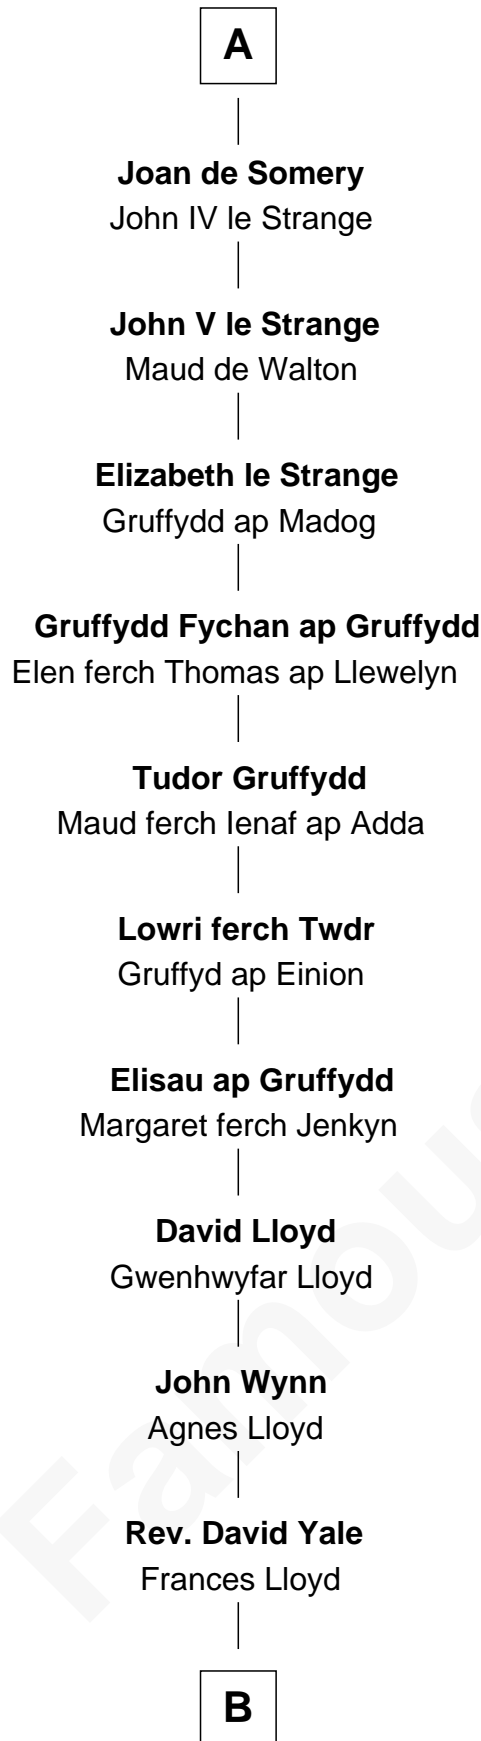 A
Joan de Somery
John IV le Strange
John V le Strange
Maud de Walton
Elizabeth le Strange
Gruffydd ap Madog
Gruffydd Fychan ap Gruffydd
Elen ferch Thomas ap Llewelyn
Tudor Gruffydd
Maud ferch Ienaf ap Adda
Lowri ferch Twdr
Gruffyd ap Einion
Elisau ap Gruffydd
Margaret ferch Jenkyn
David Lloyd
Gwenhwyfar Lloyd
John Wynn
Agnes Lloyd
Rev. David Yale
Frances Lloyd
B
Famous